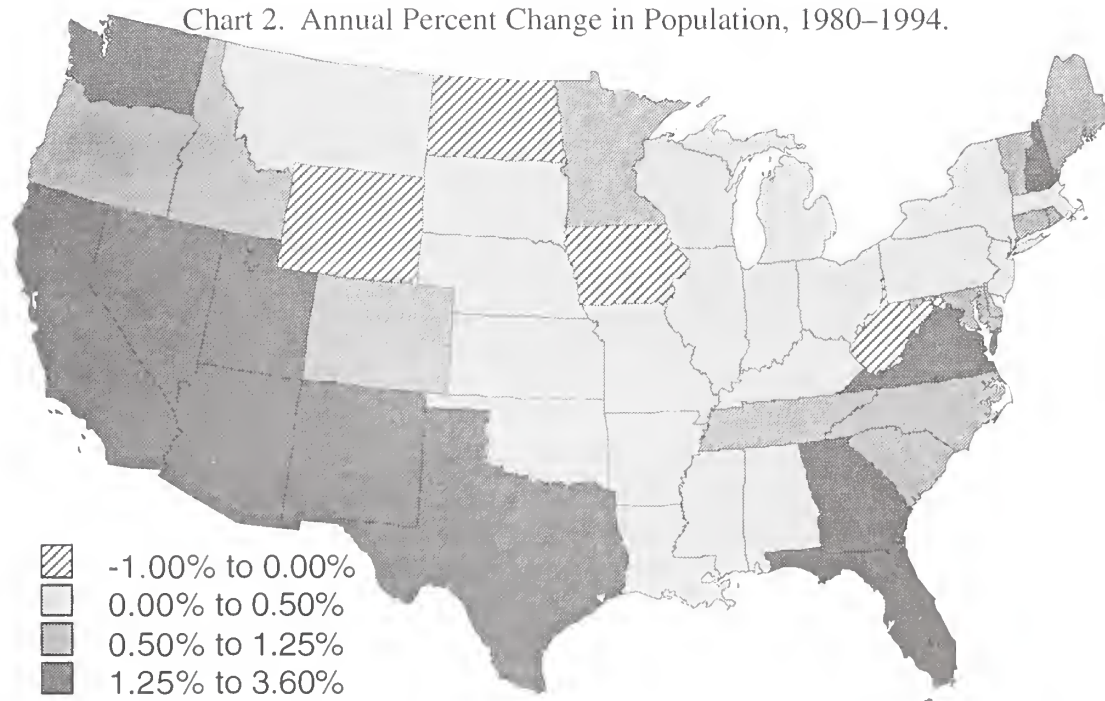 Chart 2. Annual Percent Change in Population, 1980–1994.
-1.00% to 0.00%
0.00% to 0.50%
0.50% to 1.25%
1.25% to 3.60%